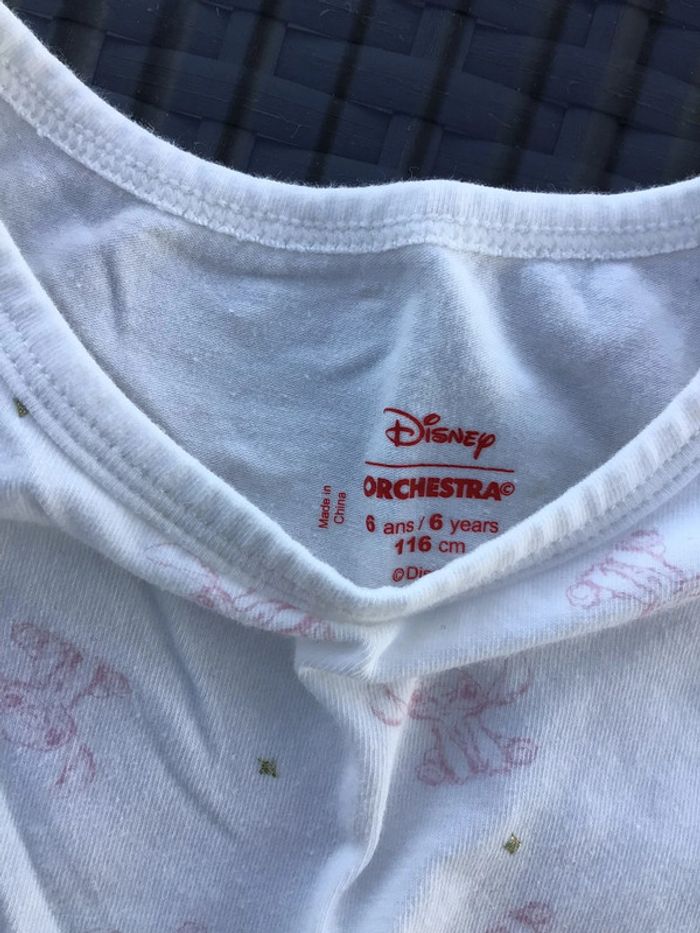 Disney
ORCHESTRA©
Made in
China
6 ans / 6 years
116 cm
©